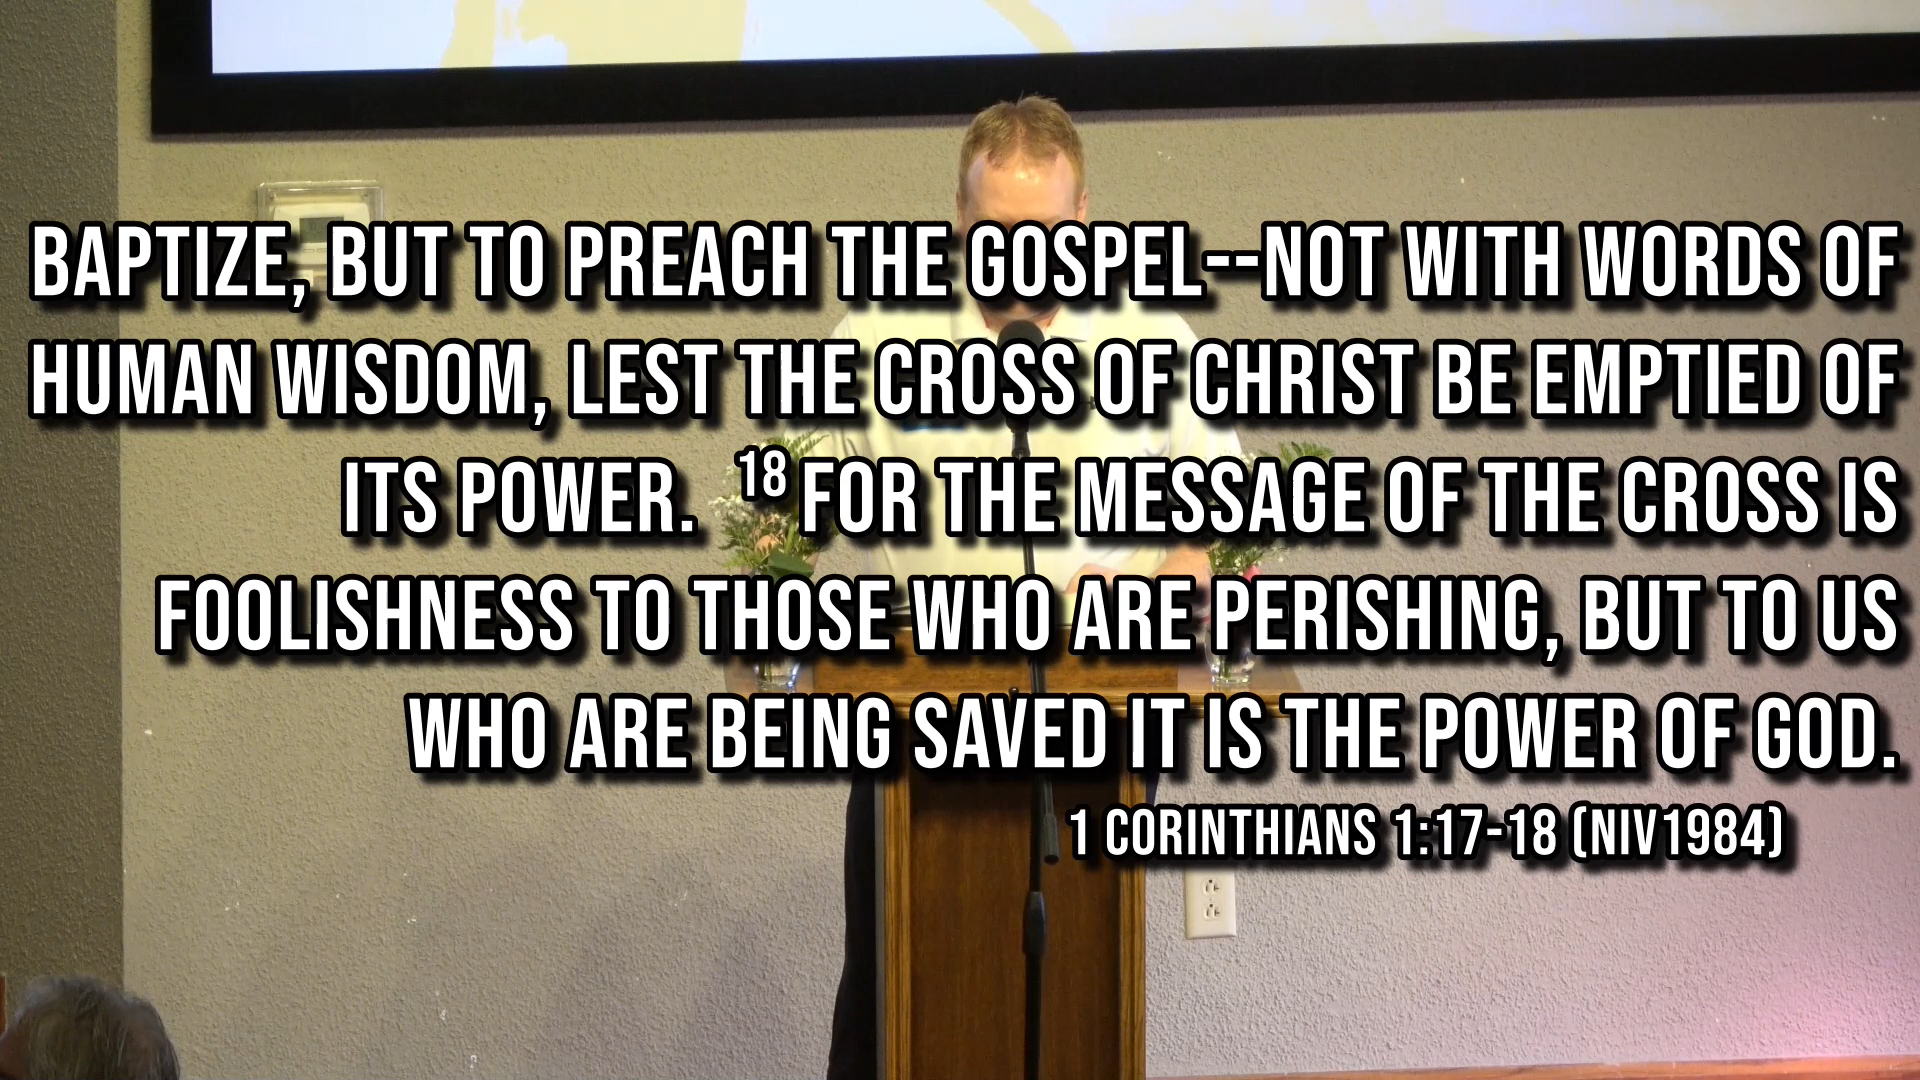 BAPTIZE, BUT TO PREACH THE GOSPEL--NOT WITH WORDS OF
HUMAN WISDOM, LEST THE CROSS OF CHRIST BE EMPTIED OF
ITS POWER. 18 FOR THE MESSAGE OF THE CROSS IS
FOOLISHNESS TO THOSE WHO ARE PERISHING, BUT TO US
WHO ARE BEING SAVED IT IS THE POWER OF GOD.
1 CORINTHIANS 1:17-18 (NIV1984)